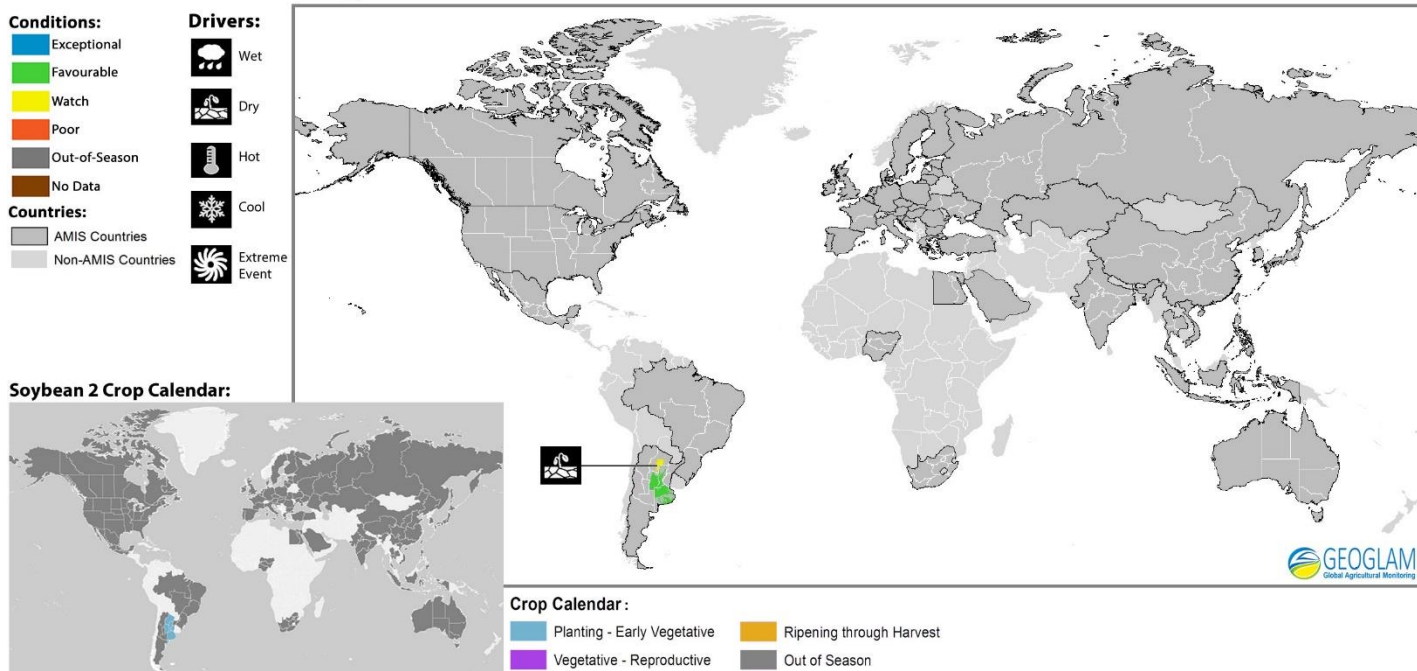 Conditions:
Exceptional
Favourable
Watch
Poor
Out-of-Season
No Data
Countries:
AMIS Countries
Non-AMIS Countries
Drivers:
Wet
Dry
Hot
Cool
Extreme
Event
Soybean 2 Crop Calendar:
GEOGLAM
Global Agricultural Monitoring
Crop Calendar :
Planting - Early Vegetative
Ripening through Harvest
Vegetative - Reproductive
Out of Season